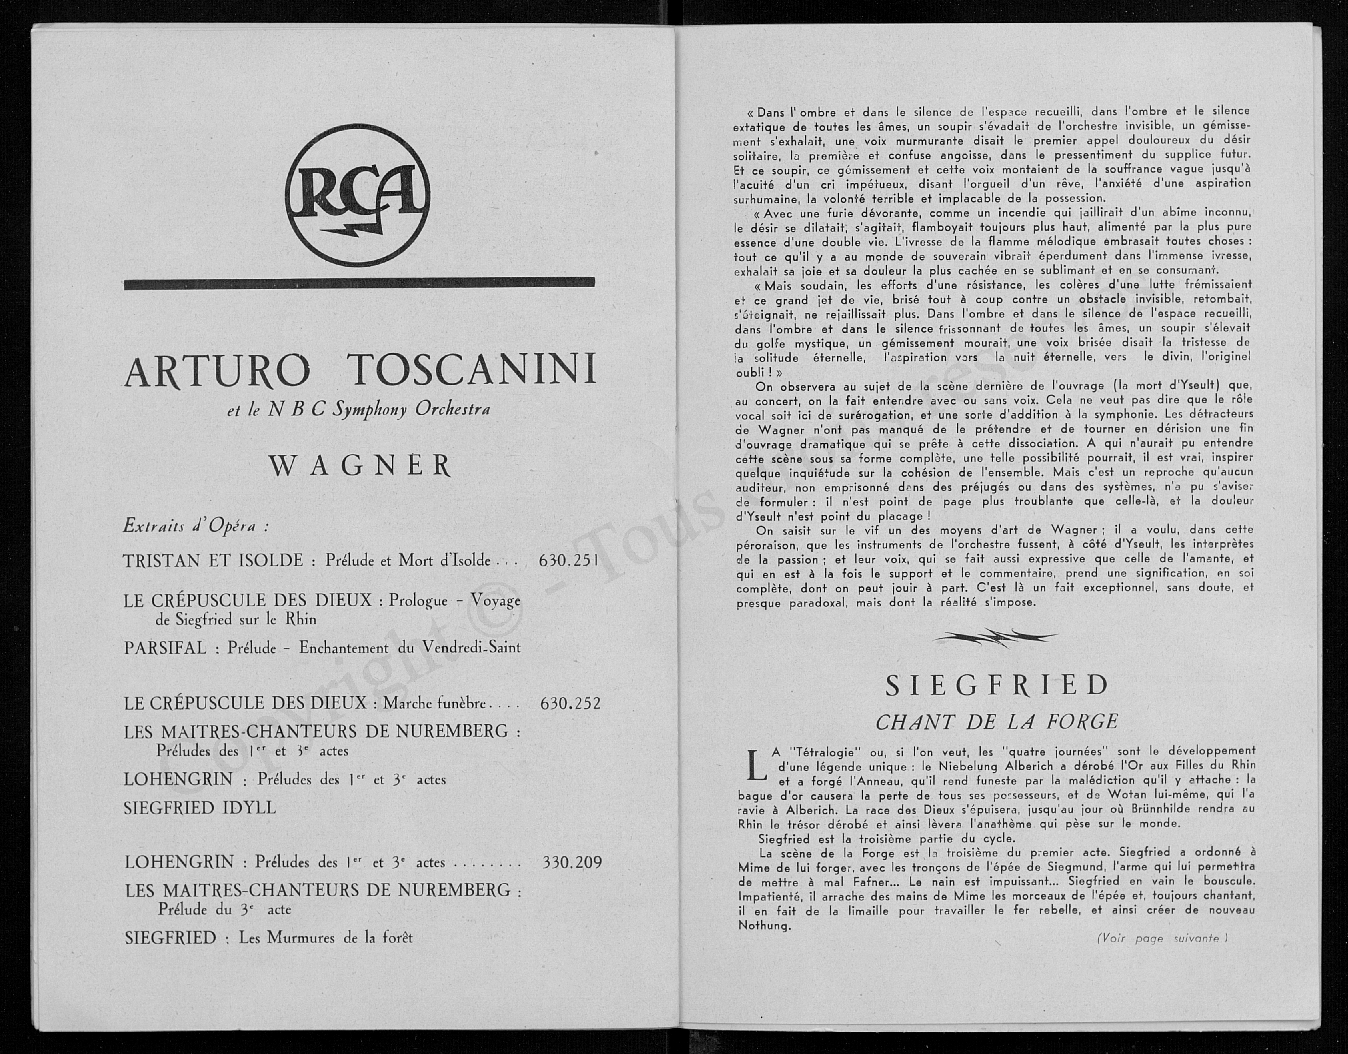 RCA
ARTURO TOSCANINI
et le N B C Symphony Orchestra
WAGNER
Extraits d'Opéra :
TRISTAN ET ISOLDE : Prélude et Mort d'Isolde . . . 630.251
LE CRÉPUSCULE DES DIEUX : Prologue - Voyage
de Siegfried sur le Rhin
PARSIFAL : Prélude - Enchantement du Vendredi-Saint
LE CRÉPUSCULE DES DIEUX : Marche funèbre . . . . 630.252
LES MAITRES-CHANTEURS DE NUREMBERG :
Préludes des 1er et 3e actes
LOHENGRIN : Préludes des 1er et 3e actes
SIEGFRIED IDYLL
LOHENGRIN : Préludes des 1er et 3e actes . . . . . . . . 330.209
LES MAITRES-CHANTEURS DE NUREMBERG :
Prélude du 3e acte
SIEGFRIED : Les Murmures de la forêt
« Dans l'ombre et dans le silence de l'espace recueilli, dans l'ombre et le silence
extatique de toutes les âmes, un soupir s'évadait de l'orchestre invisible, un gémisse-
ment s'exhalait, une voix murmurante disait le premier appel douloureux du désir
solitaire, la première et confuse angoisse, dans le pressentiment du supplice futur.
Et ce soupir, ce gémissement et cette voix montaient de la souffrance vague jusqu'à
l'acuité d'un cri impétueux, disant l'orgueil d'un rêve, l'anxiété d'une aspiration
surhumaine, la volonté terrible et implacable de la possession.
« Avec une furie dévorante, comme un incendie qui jaillirait d'un abime inconnu,
le désir se dilatait, s'agitait, flamboyait toujours plus haut, alimenté par la plus pure
essence d'une double vie. L'ivresse de la flamme mélodique embrasait toutes choses :
tout ce qu'il y a au monde de souverain vibrait éperdument dans l'immense ivresse,
exhalait sa joie et sa douleur la plus cachée en se sublimant et en se consumant.
« Mais soudain, les efforts d'une résistance, les colères d'une lutte frémissaient
et ce grand jet de vie, brisé tout à coup contre un obstacle invisible, retombait,
s'éteignait, ne rejaillissait plus. Dans l'ombre et dans le silence de l'espace recueilli,
dans l'ombre et dans le silence frissonnant de toutes les âmes, un soupir s'élevait
du golfe mystique, un gémissement mourait, une voix brisée disait la tristesse de
la solitude éternelle, l'aspiration vers la nuit éternelle, vers le divin, l'originel
oubli ! »
On observera au sujet de la scène dernière de l'ouvrage (la mort d'Yseult) que,
au concert, on la fait entendre avec ou sans voix. Cela ne veut pas dire que le rôle
vocal soit ici de surérogation, et une sorte d'addition à la symphonie. Les détracteurs
de Wagner n'ont pas manqué de le prétendre et de tourner en dérision une fin
d'ouvrage dramatique qui se prête à cette dissociation. A qui n'aurait pu entendre
cette scène sous sa forme complète, une telle possibilité pourrait, il est vrai, inspirer
quelque inquiétude sur la cohésion de l'ensemble. Mais c'est un reproche qu'aucun
auditeur, non emprisonné dans des préjugés ou dans des systèmes, n'a pu s'aviser
de formuler : il n'est point de page plus troublante que celle-là, et la douleur
d'Yseult n'est point du placage !
On saisit sur le vif un des moyens d'art de Wagner ; il a voulu, dans cette
péroraison, que les instruments de l'orchestre fussent, à côté d'Yseult, les interprètes
de la passion ; et leur voix, qui se fait aussi expressive que celle de l'amante, et
qui en est à la fois le support et le commentaire, prend une signification, en soi
complète, dont on peut jouir à part. C'est là un fait exceptionnel, sans doute, et
presque paradoxal, mais dont la réalité s'impose.
SIEGFRIED
CHANT DE LA FORGE
LA "Tétralogie" ou, si l'on veut, les "quatre journées" sont le développement
d'une légende unique : le Niebelung Alberich a dérobé l'Or aux Filles du Rhin
et a forgé l'Anneau, qu'il rend funeste par la malédiction qu'il y attache : la
bague d'or causera la perte de tous ses possesseurs, et de Wotan lui-même, qui l'a
ravie à Alberich. La race des Dieux s'épuisera, jusqu'au jour où Brünnhilde rendra au
Rhin le trésor dérobé et ainsi lèvera l'anathème qui pèse sur le monde.
Siegfried est la troisième partie du cycle.
La scène de la Forge est la troisième du premier acte. Siegfried a ordonné à
Mime de lui forger, avec les tronçons de l'épée de Siegmund, l'arme qui lui permettra
de mettre à mal Fafner... Le nain est impuissant... Siegfried en vain le bouscule.
Impatienté, il arrache des mains de Mime les morceaux de l'épée et, toujours chantant,
il en fait de la limaille pour travailler le fer rebelle, et ainsi créer de nouveau
Nothung.
(Voir page suivante)
Copyright © - Tous